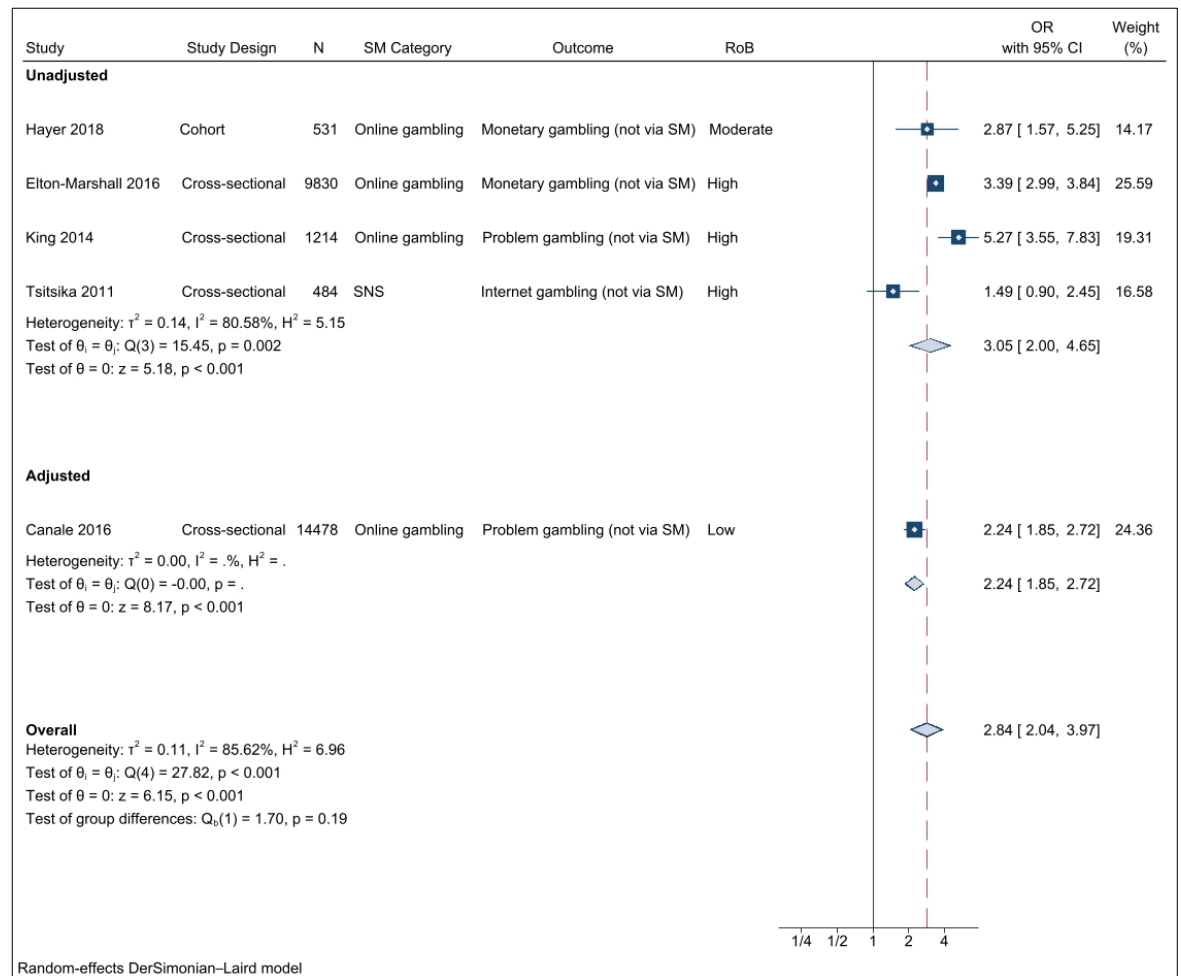 OR Weight
Study Study Design N SM Category Outcome RoB with 95% CI (%)
Unadjusted
Hayer 2018 Cohort 531 Online gambling Monetary gambling (not via SM) Moderate 2.87 [ 1.57, 5.25] 14.17
Elton-Marshall 2016 Cross-sectional 9830 Online gambling Monetary gambling (not via SM) High 3.39 [ 2.99, 3.84] 25.59
King 2014 Cross-sectional 1214 Online gambling Problem gambling (not via SM) High 5.27 [ 3.55, 7.83] 19.31
Tsitsika 2011 Cross-sectional 484 SNS Internet gambling (not via SM) High 1.49 [ 0.90, 2.45] 16.58
Heterogeneity: τ² = 0.14, I² = 80.58%, H² = 5.15
Test of θᵢ = θⱼ: Q(3) = 15.45, p = 0.002 3.05 [ 2.00, 4.65]
Test of θ = 0: z = 5.18, p < 0.001
Adjusted
Canale 2016 Cross-sectional 14478 Online gambling Problem gambling (not via SM) Low 2.24 [ 1.85, 2.72] 24.36
Heterogeneity: τ² = 0.00, I² = .%, H² = .
Test of θᵢ = θⱼ: Q(0) = -0.00, p = . 2.24 [ 1.85, 2.72]
Test of θ = 0: z = 8.17, p < 0.001
Overall 2.84 [ 2.04, 3.97]
Heterogeneity: τ² = 0.11, I² = 85.62%, H² = 6.96
Test of θᵢ = θⱼ: Q(4) = 27.82, p < 0.001
Test of θ = 0: z = 6.15, p < 0.001
Test of group differences: Q_b(1) = 1.70, p = 0.19
1/4 1/2 1 2 4
Random-effects DerSimonian–Laird model